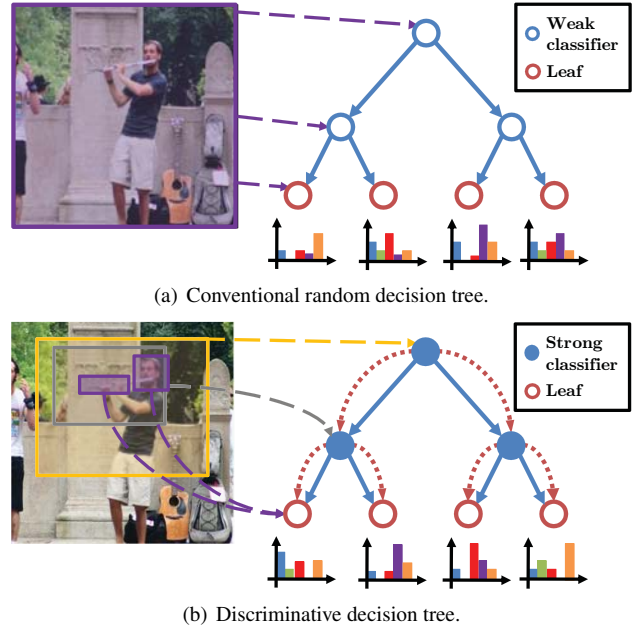 Weak
classifier
Leaf
(a) Conventional random decision tree.
Strong
classifier
Leaf
(b) Discriminative decision tree.